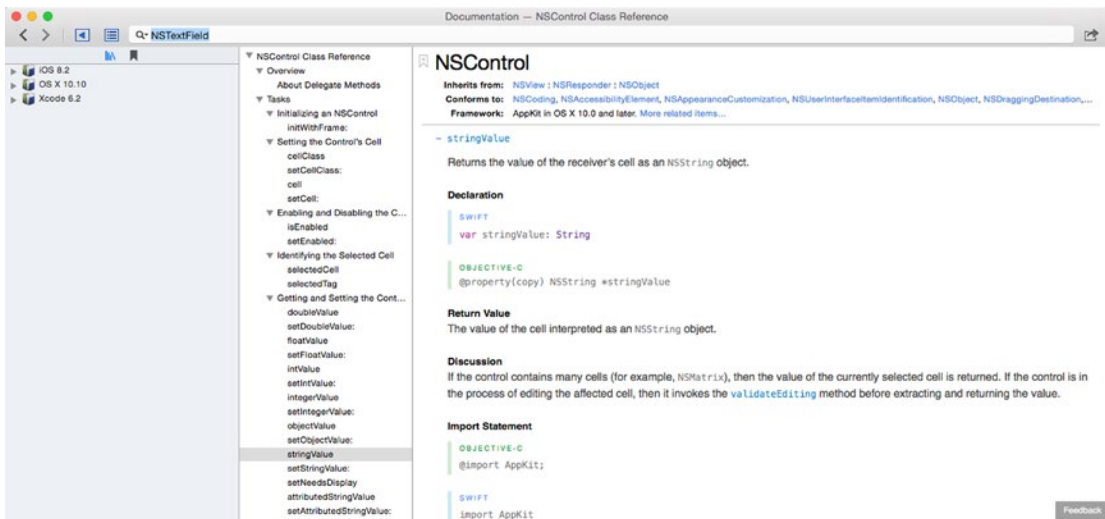 Documentation — NSControl Class Reference
NSTextField
iOS 8.2
OS X 10.10
Xcode 6.2
NSControl Class Reference
Overview
About Delegate Methods
Tasks
Initializing an NSControl
initWithFrame:
Setting the Control's Cell
cellClass
setCellClass:
cell
setCell:
Enabling and Disabling the C...
isEnabled
setEnabled:
Identifying the Selected Cell
selectedCell
selectedTag
Getting and Setting the Cont...
doubleValue
setDoubleValue:
floatValue
setFloatValue:
intValue
setIntValue:
integerValue
setIntegerValue:
objectValue
setObjectValue:
stringValue
setStringValue:
setNeedsDisplay
attributedStringValue
setAttributedStringValue:
NSControl
Inherits from: NSView : NSResponder : NSObject
Conforms to: NSCoding, NSAccessibilityElement, NSAppearanceCustomization, NSUserInterfaceItemIdentification, NSObject, NSDraggingDestination,...
Framework: AppKit in OS X 10.0 and later. More related items...
– stringValue
Returns the value of the receiver's cell as an NSString object.
Declaration
SWIFT
var stringValue: String
OBJECTIVE-C
@property(copy) NSString *stringValue
Return Value
The value of the cell interpreted as an NSString object.
Discussion
If the control contains many cells (for example, NSMatrix), then the value of the currently selected cell is returned. If the control is in
the process of editing the affected cell, then it invokes the validateEditing method before extracting and returning the value.
Import Statement
OBJECTIVE-C
@import AppKit;
SWIFT
import AppKit
Feedback